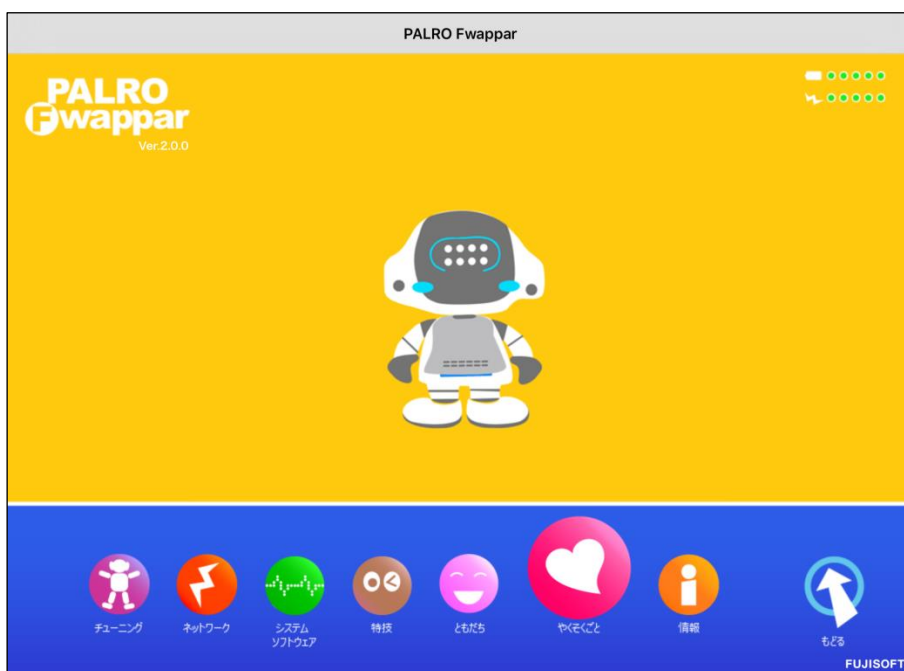 PALRO Fwappar
PALRO
Fwappar
Ver.2.0.0
チューニング
ネットワーク
システム
ソフトウェア
特技
ともだち
やくそくごと
情報
もどる
FUJISOFT